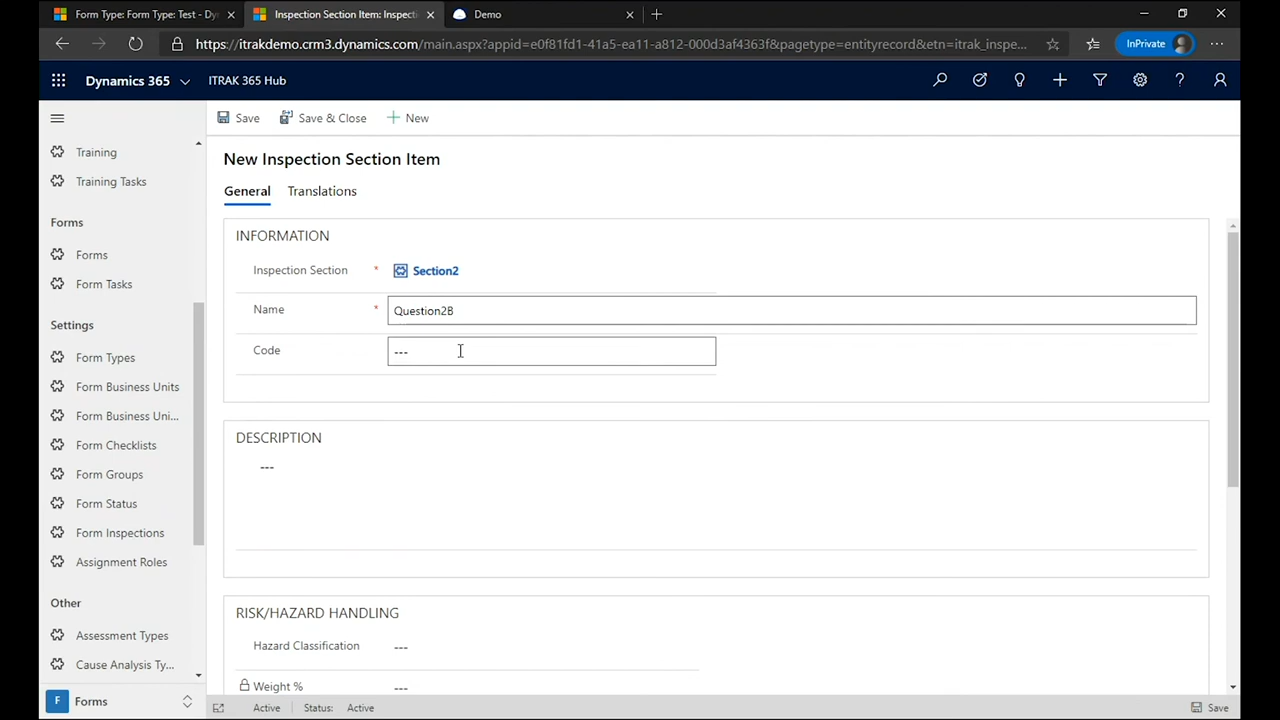 Form Type: Form Type: Test - Dy
Inspection Section Item: Inspecti
Demo
https://itrakdemo.crm3.dynamics.com/main.aspx?appid=e0f81fd1-41a5-ea11-a812-000d3af4363f&pagetype=entityrecord&etn=itrak_inspe...
InPrivate
Dynamics 365
ITRAK 365 Hub
Save
Save & Close
New
Training
Training Tasks
Forms
Forms
Form Tasks
Settings
Form Types
Form Business Units
Form Business Uni...
Form Checklists
Form Groups
Form Status
Form Inspections
Assignment Roles
Other
Assessment Types
Cause Analysis Ty...
F Forms
New Inspection Section Item
General Translations
INFORMATION
Inspection Section * Section2
Name * Question2B
Code ---
DESCRIPTION
---
RISK/HAZARD HANDLING
Hazard Classification ---
Weight % ---
Active Status: Active Save